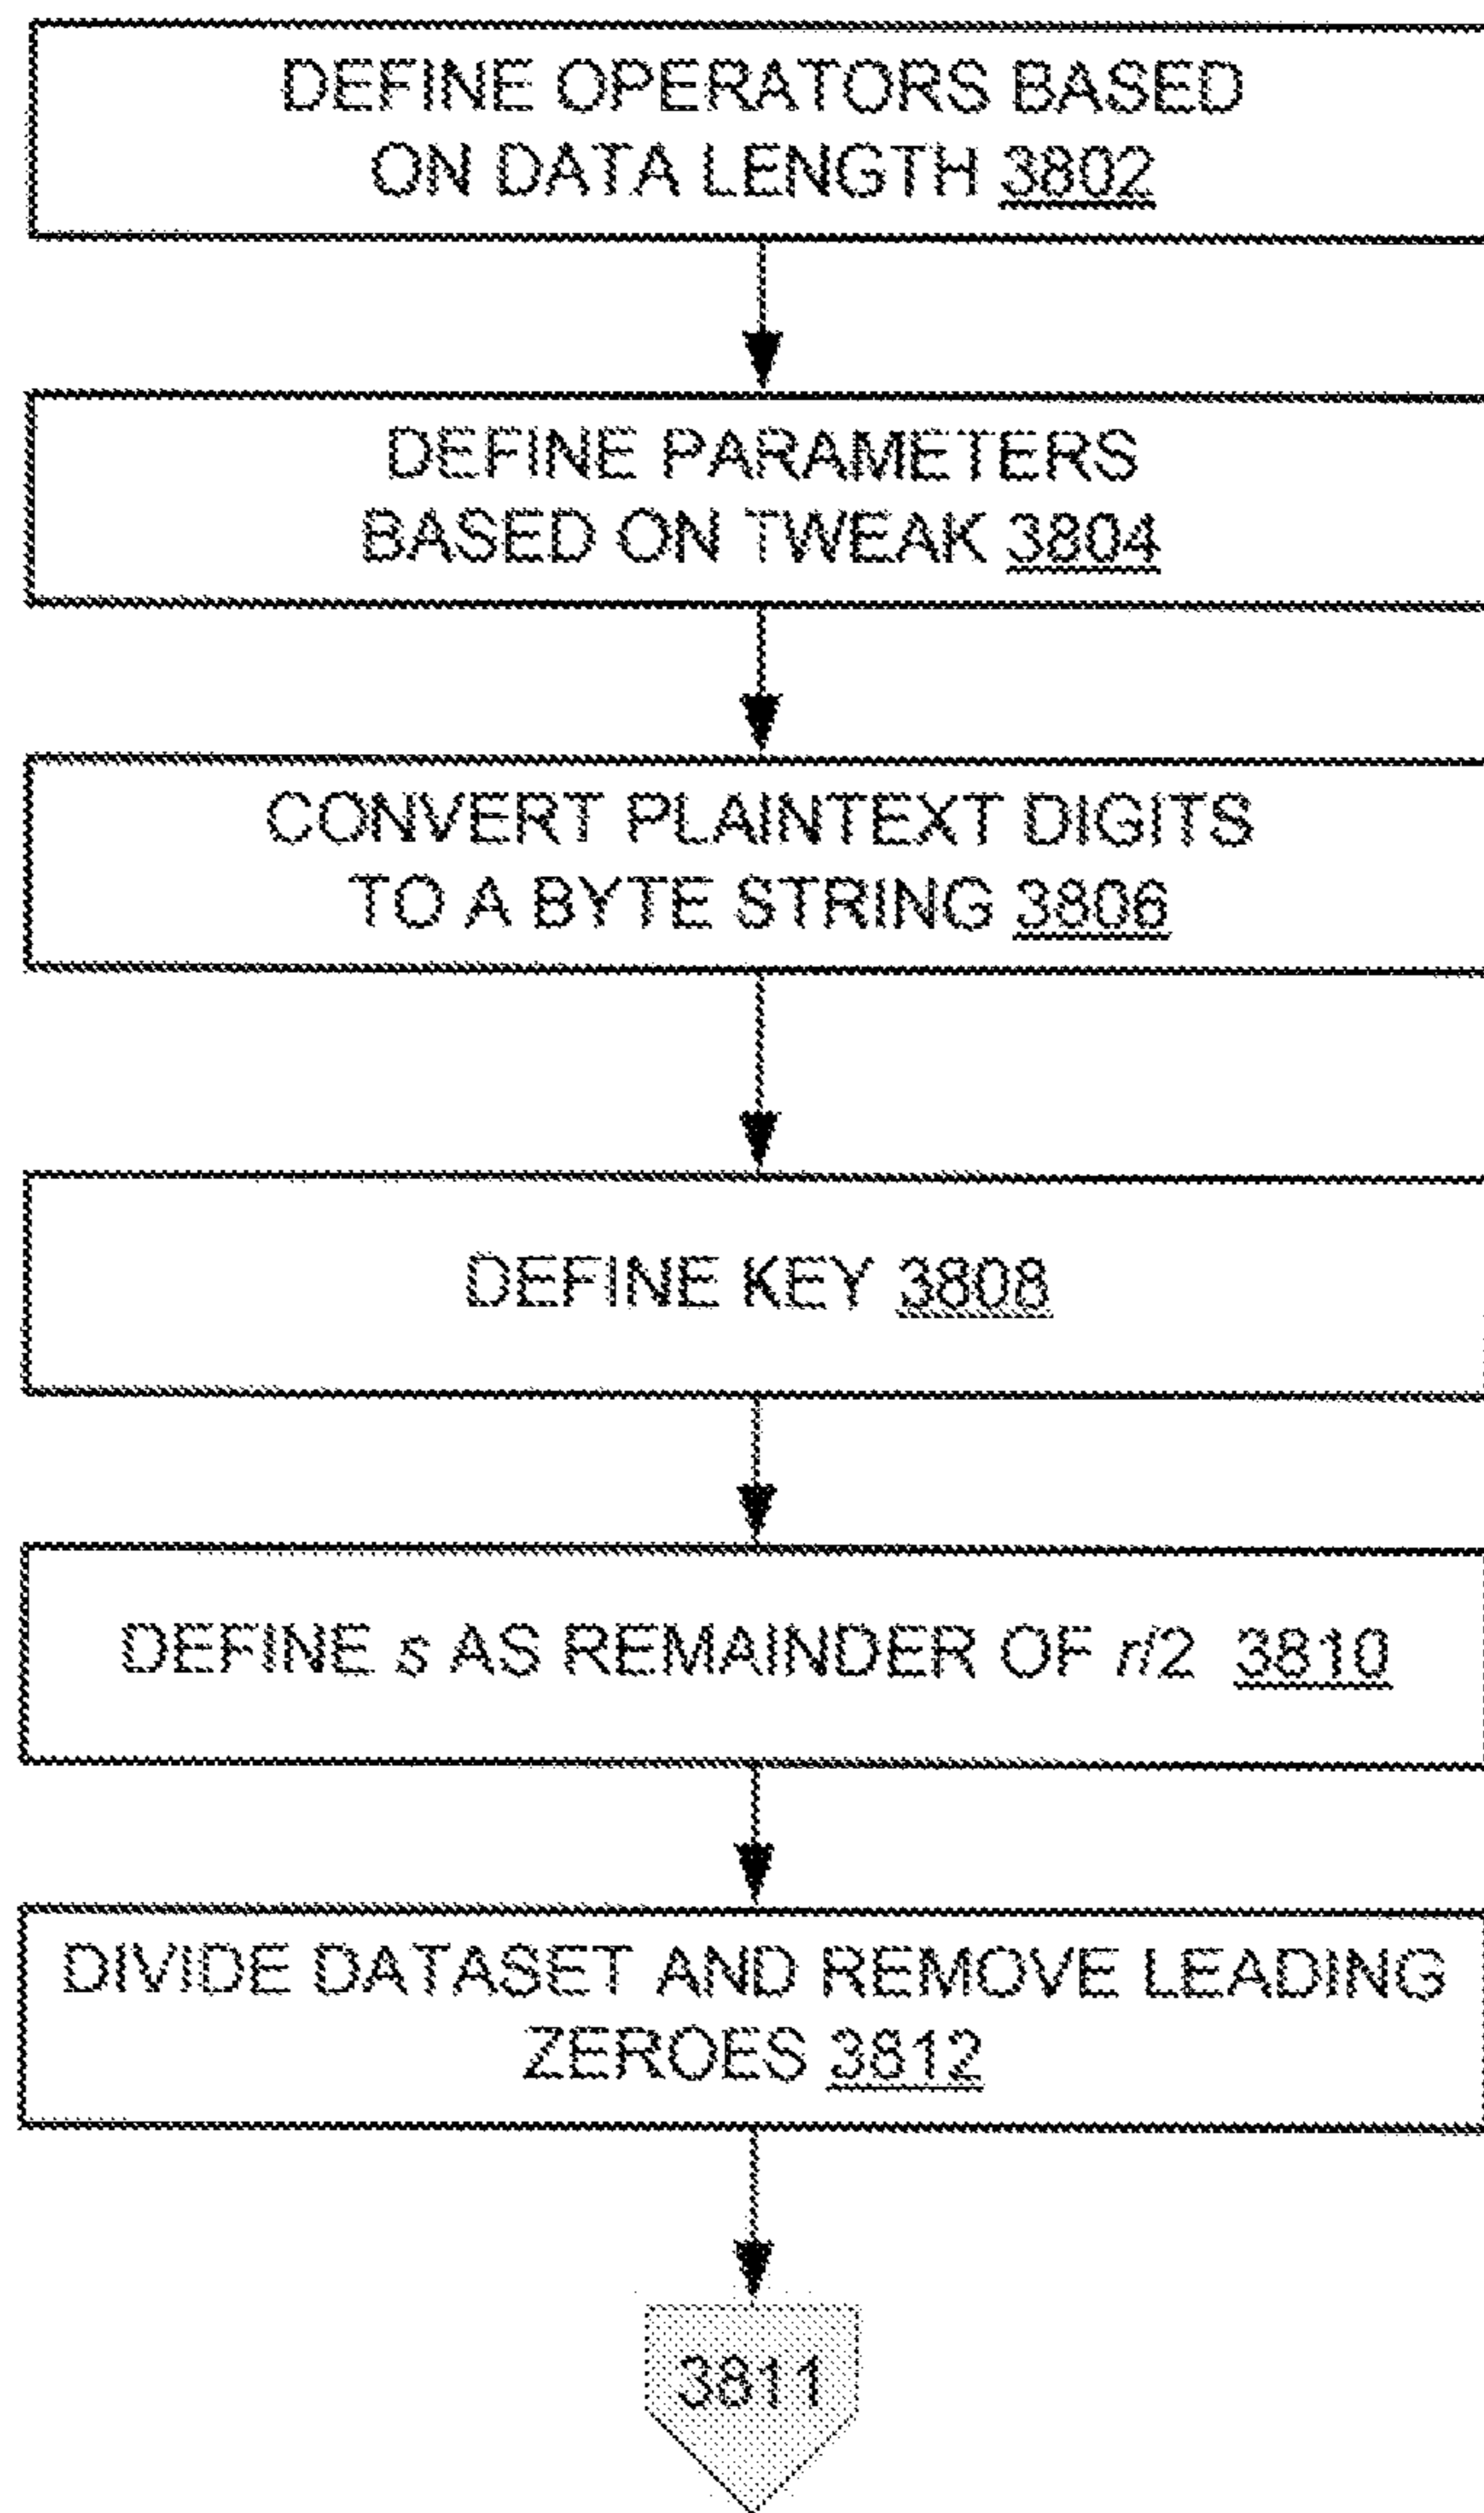 DEFINE OPERATORS BASED
ON DATA LENGTH 3802
DEFINE PARAMETERS
BASED ON TWEAK 3804
CONVERT PLAINTEXT DIGITS
TO A BYTE STRING 3806
DEFINE KEY 3808
DEFINE s AS REMAINDER OF r/2 3810
DIVIDE DATASET AND REMOVE LEADING
ZEROES 3812
3811